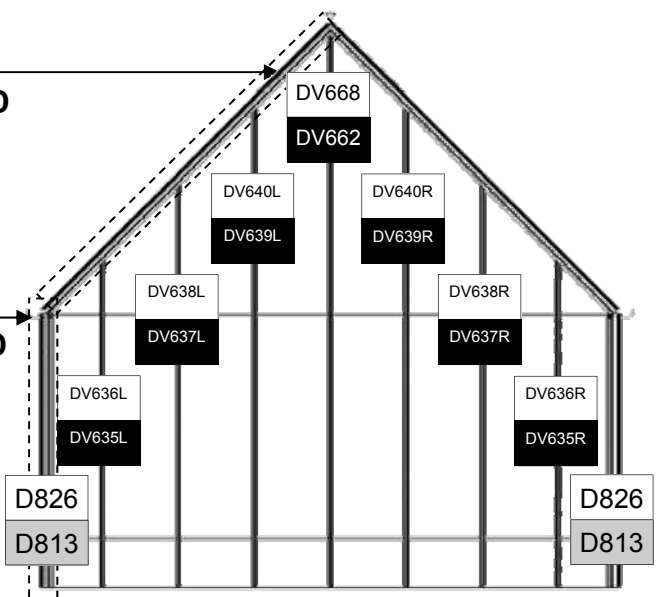 DV668
DV662
DV640L DV640R
DV639L DV639R
DV638L DV638R
DV637L DV637R
DV636L DV636R
DV635L DV635R
D826 D826
D813 D813